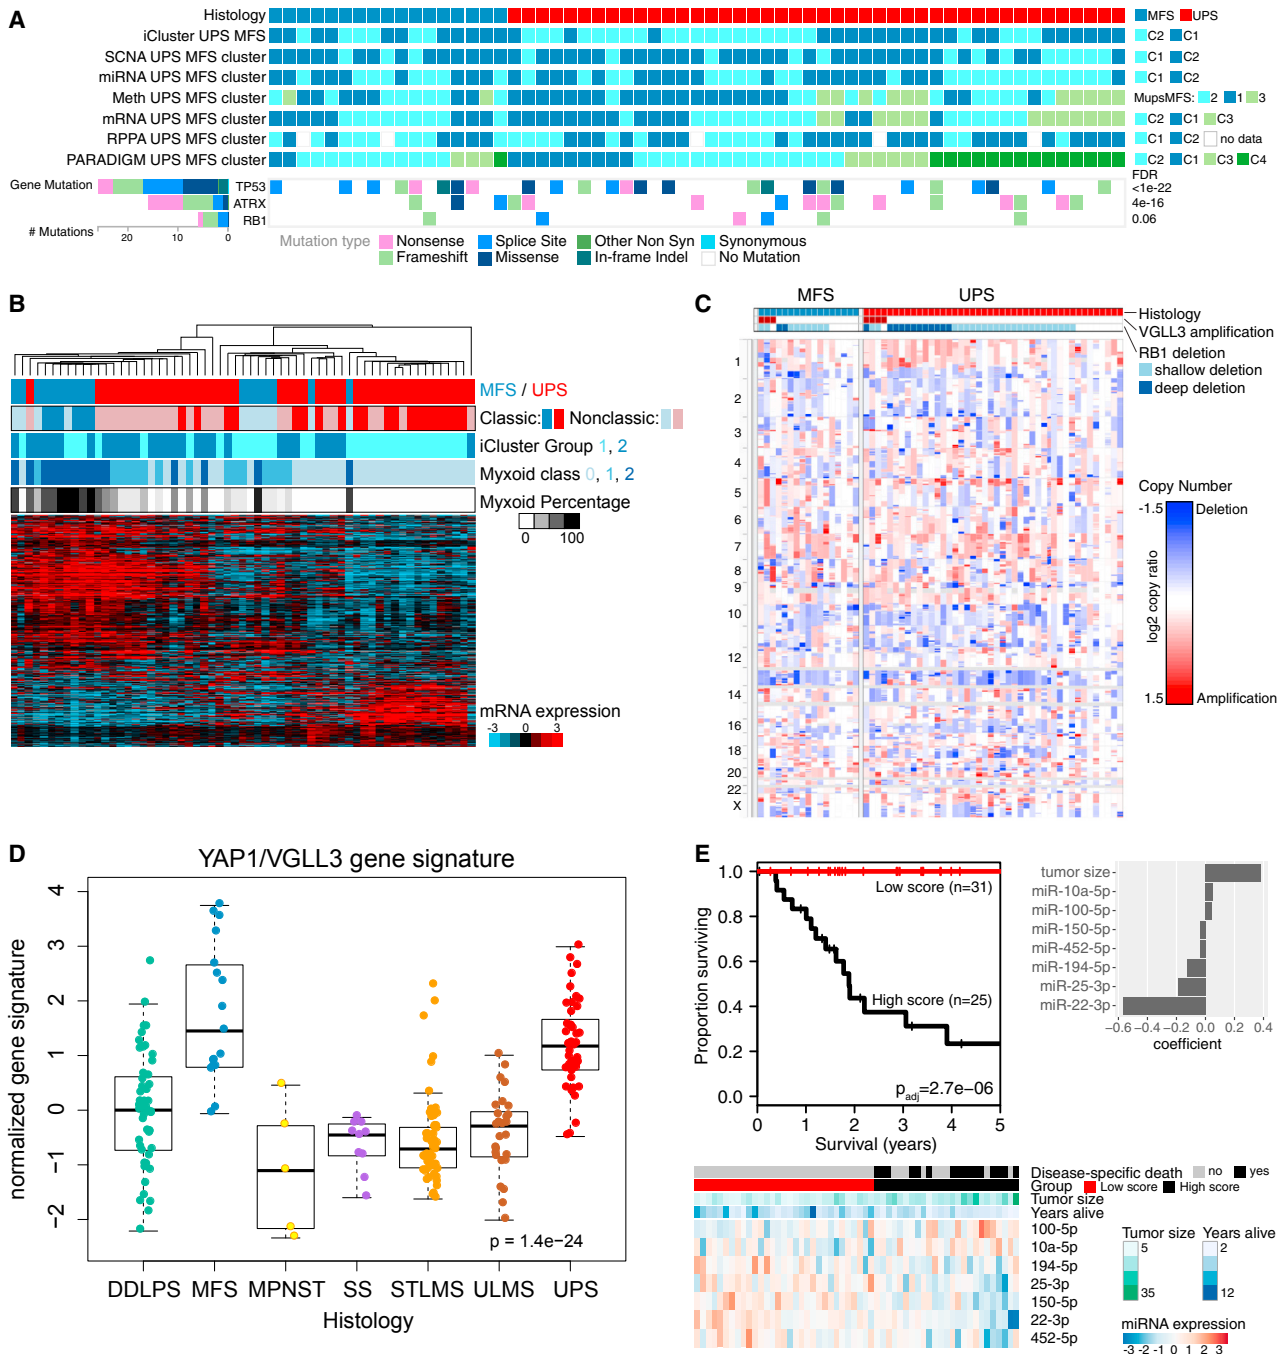 A
Histology
MFS UPS
iCluster UPS MFS
C2 C1
SCNA UPS MFS cluster
C1 C2
miRNA UPS MFS cluster
C1 C2
Meth UPS MFS cluster
MupsMFS: 2 1 3
mRNA UPS MFS cluster
C2 C1 C3
RPPA UPS MFS cluster
C1 C2 no data
PARADIGM UPS MFS cluster
C2 C1 C3 C4
FDR
Gene Mutation
TP53
<1e-22
ATRX
4e-16
RB1
0.06
# Mutations
20 10 0
Mutation type
Nonsense Splice Site Other Non Syn Synonymous
Frameshift Missense In-frame Indel No Mutation
B
MFS / UPS
Classic: Nonclassic:
iCluster Group 1, 2
Myxoid class 0, 1, 2
Myxoid Percentage
0 100
mRNA expression
-3 0 3
C
MFS UPS
Histology
VGLL3 amplification
RB1 deletion
shallow deletion
deep deletion
1
2
3
4
5
6
7
8
9
10
12
14
16
18
20
22
X
Copy Number
-1.5 Deletion
log2 copy ratio
1.5 Amplification
D
YAP1/VGLL3 gene signature
normalized gene signature
4
3
2
1
0
−1
−2
p = 1.4e−24
DDLPS MFS MPNST SS STLMS ULMS UPS
Histology
E
Proportion surviving
1.0
0.8
0.6
0.4
0.2
0.0
Low score (n=31)
High score (n=25)
padj=2.7e−06
0 1 2 3 4 5
Survival (years)
tumor size
miR-10a-5p
miR-100-5p
miR-150-5p
miR-452-5p
miR-194-5p
miR-25-3p
miR-22-3p
−0.6 −0.4 −0.2 0.0 0.2 0.4
coefficient
Disease-specific death no yes
Group Low score High score
Tumor size
Years alive
100-5p
10a-5p
194-5p
25-3p
150-5p
22-3p
452-5p
Tumor size Years alive
5 2
35 12
miRNA expression
-3 -2 -1 0 1 2 3